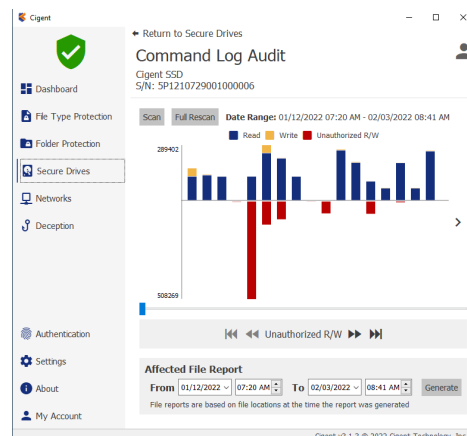 Cigent
Return to Secure Drives
Command Log Audit
Cigent SSD
S/N: 5P1210729001000006
Dashboard
File Type Protection
Folder Protection
Secure Drives
Networks
Deception
Authentication
Settings
About
My Account
Scan Full Rescan Date Range: 01/12/2022 07:20 AM - 02/03/2022 08:41 AM
Read Write Unauthorized R/W
289402
508269
Unauthorized R/W
Affected File Report
From 01/12/2022 07:20 AM To 02/03/2022 08:41 AM Generate
File reports are based on file locations at the time the report was generated